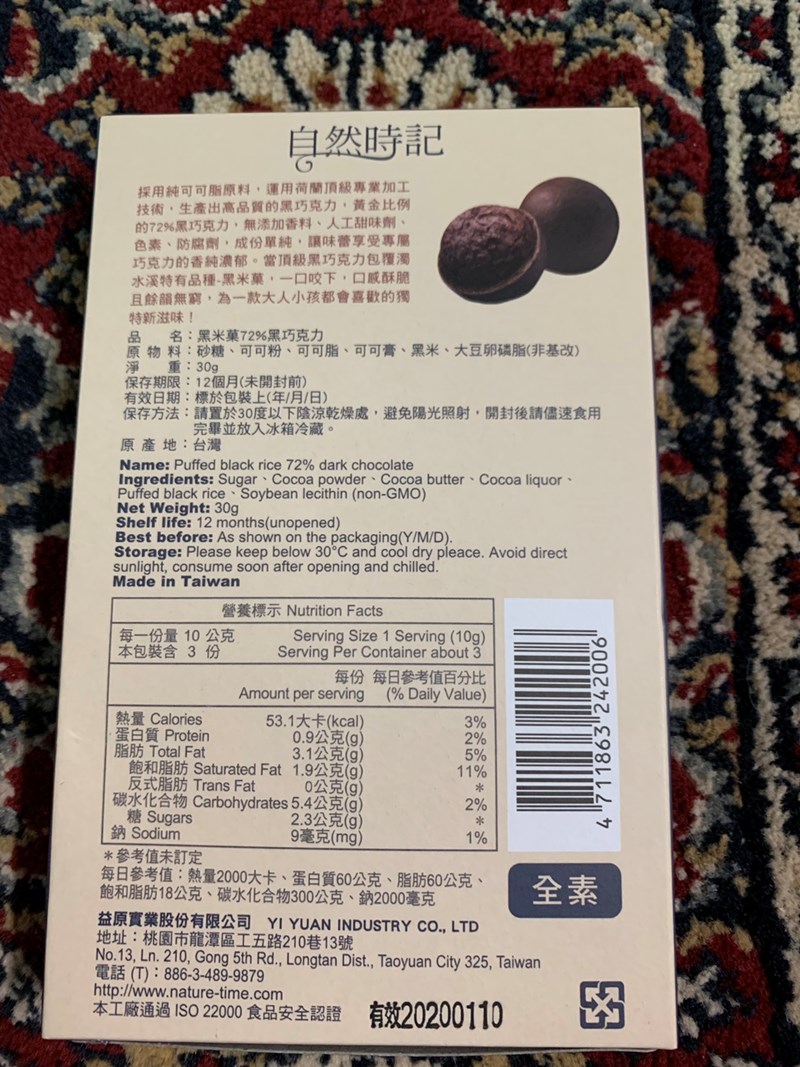 自然時記
採用純可可脂原料，運用荷蘭頂級專業加工
技術，生產出高品質的黑巧克力，黃金比例
的72%黑巧克力，無添加香料、人工甜味劑、
色素、防腐劑，成份單純，讓味蕾享受專屬
巧克力的香純濃郁。當頂級黑巧克力包覆濁
水溪特有品種-黑米菓，一口咬下，口感酥脆
且餘韻無窮，為一款大人小孩都會喜歡的獨
特新滋味！
品　　名：黑米菓72%黑巧克力
原 物 料：砂糖、可可粉、可可脂、可可膏、黑米、大豆卵磷脂(非基改)
淨　　重：30g
保存期限：12個月(未開封前)
有效日期：標於包裝上(年/月/日)
保存方法：請置於30度以下陰涼乾燥處，避免陽光照射，開封後請儘速食用
完畢並放入冰箱冷藏。
原 產 地：台灣
Name: Puffed black rice 72% dark chocolate
Ingredients: Sugar、Cocoa powder、Cocoa butter、Cocoa liquor、
Puffed black rice、Soybean lecithin (non-GMO)
Net Weight: 30g
Shelf life: 12 months(unopened)
Best before: As shown on the packaging(Y/M/D).
Storage: Please keep below 30°C and cool dry pleace. Avoid direct
sunlight, consume soon after opening and chilled.
Made in Taiwan
營養標示 Nutrition Facts
每一份量 10 公克 Serving Size 1 Serving (10g)
本包裝含 3 份 Serving Per Container about 3
每份 每日參考值百分比
Amount per serving (% Daily Value)
熱量 Calories 53.1大卡(kcal) 3%
蛋白質 Protein 0.9公克(g) 2%
脂肪 Total Fat 3.1公克(g) 5%
飽和脂肪 Saturated Fat 1.9公克(g) 11%
反式脂肪 Trans Fat 0公克(g) *
碳水化合物 Carbohydrates 5.4公克(g) 2%
糖 Sugars 2.3公克(g) *
鈉 Sodium 9毫克(mg) 1%
*參考值未訂定
每日參考值：熱量2000大卡、蛋白質60公克、脂肪60公克、
飽和脂肪18公克、碳水化合物300公克、鈉2000毫克
4 711863 242006
全素
益原實業股份有限公司 YI YUAN INDUSTRY CO., LTD
地址：桃園市龍潭區工五路210巷13號
No.13, Ln. 210, Gong 5th Rd., Longtan Dist., Taoyuan City 325, Taiwan
電話 (T)：886-3-489-9879
http://www.nature-time.com
本工廠通過 ISO 22000 食品安全認證
有效20200110